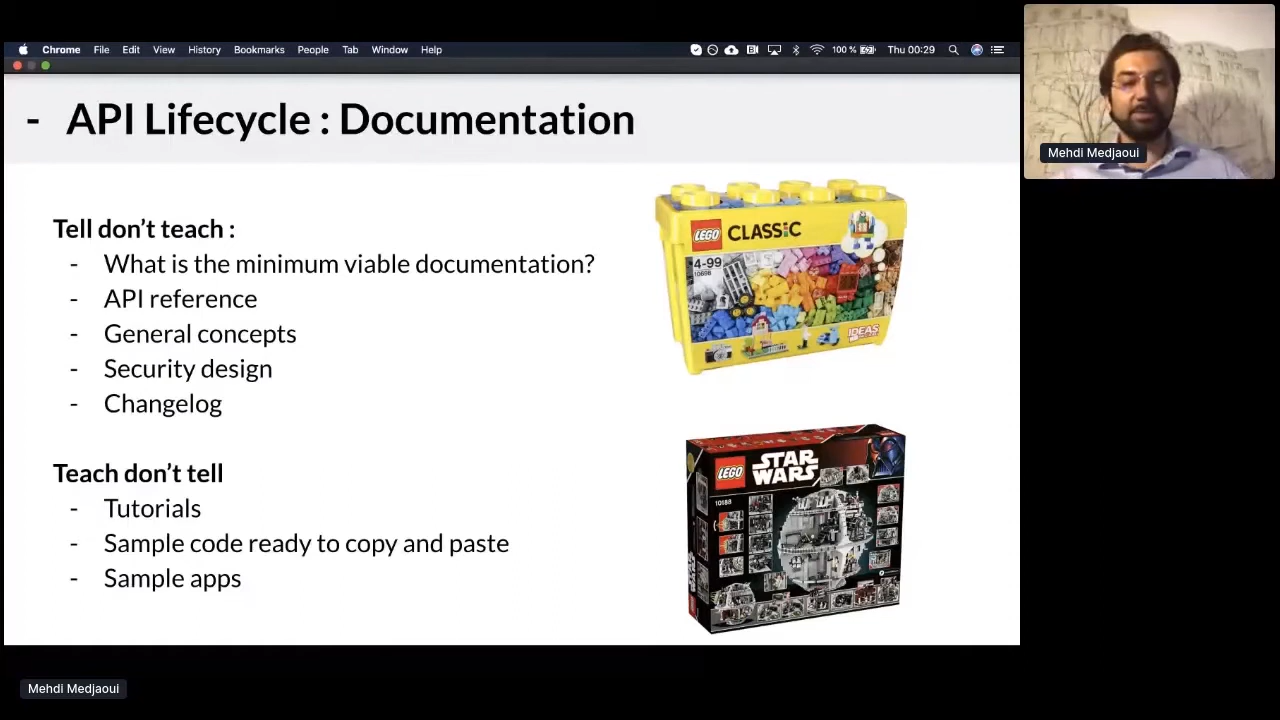 Chrome File Edit View History Bookmarks People Tab Window Help
100 % Thu 00:29
- API Lifecycle : Documentation
Mehdi Medjaoui
Tell don't teach :
- What is the minimum viable documentation?
- API reference
- General concepts
- Security design
- Changelog
LEGO CLASSIC
4-99
10698
IDEAS
Teach don't tell
- Tutorials
- Sample code ready to copy and paste
- Sample apps
LEGO STAR WARS
10188
Mehdi Medjaoui